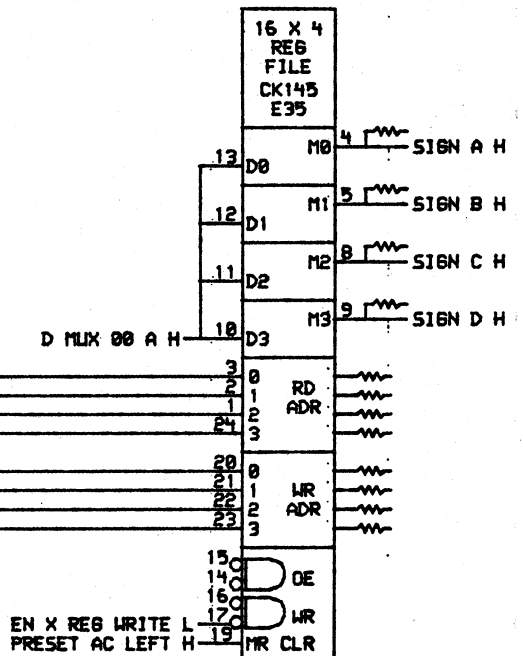 16 X 4
REG
FILE
CK145
E35
13 D0 M0 4 SIGN A H
12 D1 M1 5 SIGN B H
11 D2 M2 8 SIGN C H
D MUX 00 A H 10 D3 M3 9 SIGN D H
3 0 RD
2 1 ADR
1 2
24 3
20 0
21 1 WR
22 2 ADR
23 3
15
14 OE
16
EN X REG WRITE L 17 WR
PRESET AC LEFT H 19 MR CLR